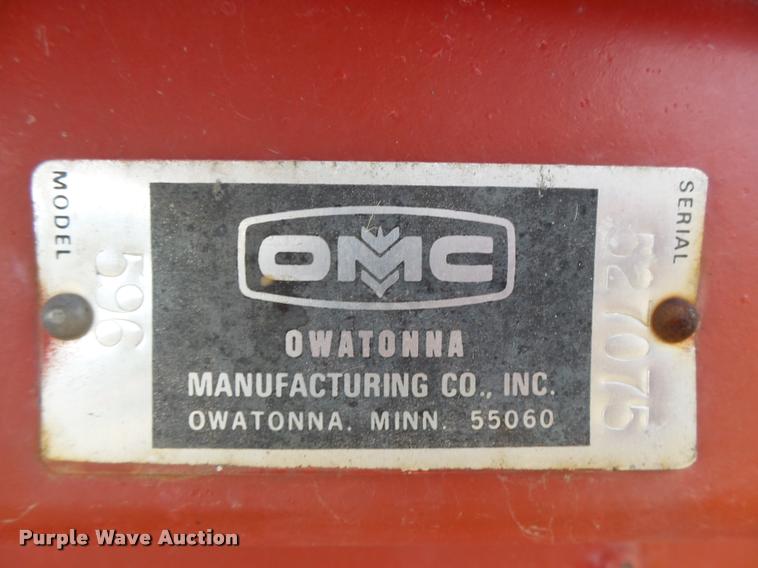 MODEL
596
OMC
OWATONNA
MANUFACTURING CO., INC.
OWATONNA, MINN. 55060
SERIAL
527075
Purple Wave Auction